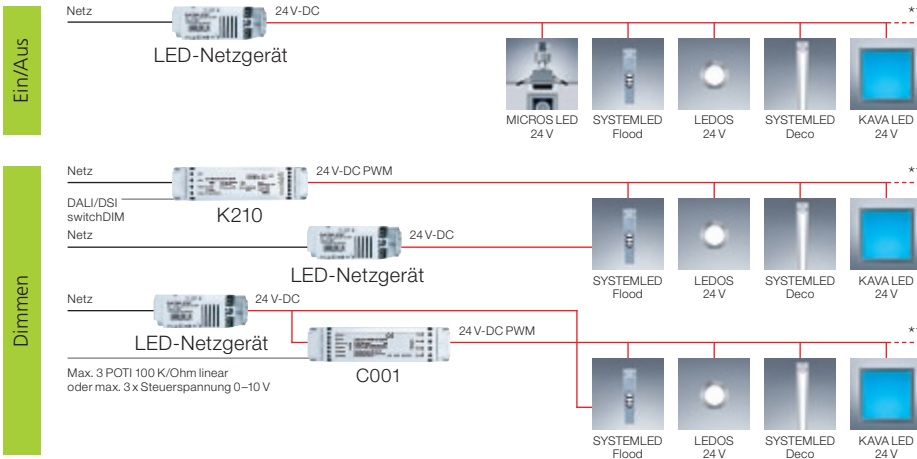 Ein/Aus
Netz
24 V-DC
**
LED-Netzgerät
MICROS LED
24 V
SYSTEMLED
Flood
LEDOS
24 V
SYSTEMLED
Deco
KAVA LED
24 V
Dimmen
Netz
24 V-DC PWM
**
DALI/DSI
switchDIM
K210
Netz
24 V-DC
LED-Netzgerät
SYSTEMLED
Flood
LEDOS
24 V
SYSTEMLED
Deco
KAVA LED
24 V
Netz
24 V-DC
LED-Netzgerät
24 V-DC PWM
**
C001
Max. 3 POTI 100 K/Ohm linear
oder max. 3 x Steuerspannung 0–10 V
SYSTEMLED
Flood
LEDOS
24 V
SYSTEMLED
Deco
KAVA LED
24 V